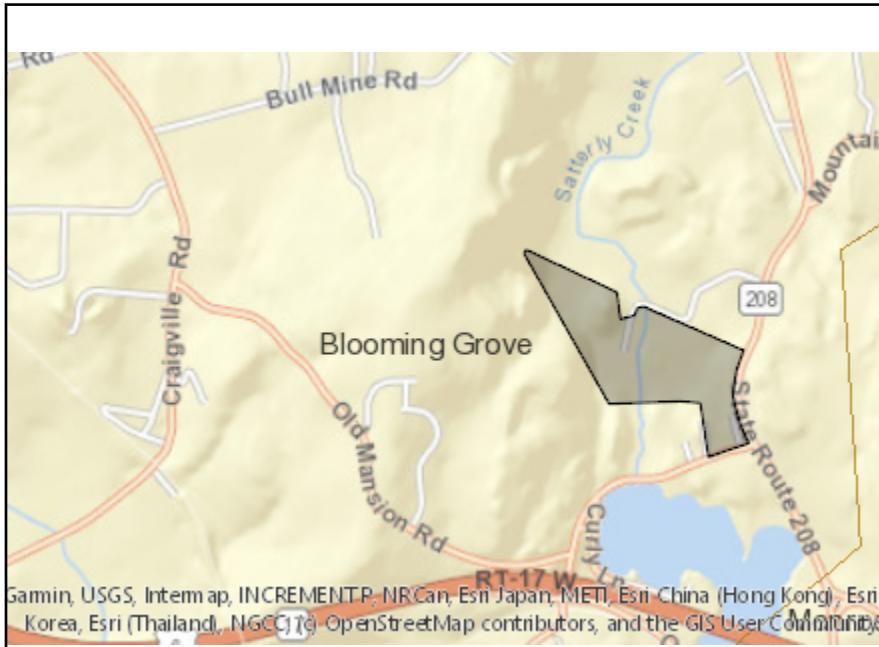 Rd
Bull Mine Rd
Satterly Creek
Mountai
Craigville Rd
208
Blooming Grove
State Route 208
Old Mansion Rd
Curly Ln
RT-17 W
Garmin, USGS, Intermap, INCREMENT P, NRCan, Esri Japan, METI, Esri China (Hong Kong), Esri
Korea, Esri (Thailand), NGCC, (c) OpenStreetMap contributors, and the GIS User Community